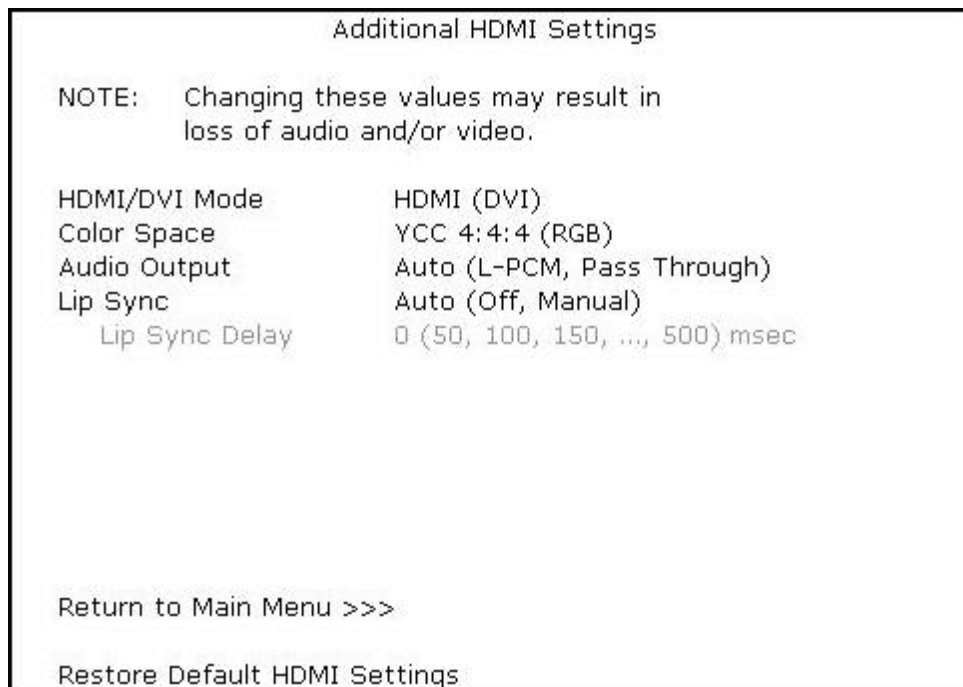 Additional HDMI Settings
NOTE: Changing these values may result in
loss of audio and/or video.
HDMI/DVI Mode HDMI (DVI)
Color Space YCC 4:4:4 (RGB)
Audio Output Auto (L-PCM, Pass Through)
Lip Sync Auto (Off, Manual)
Lip Sync Delay 0 (50, 100, 150, ..., 500) msec
Return to Main Menu >>>
Restore Default HDMI Settings